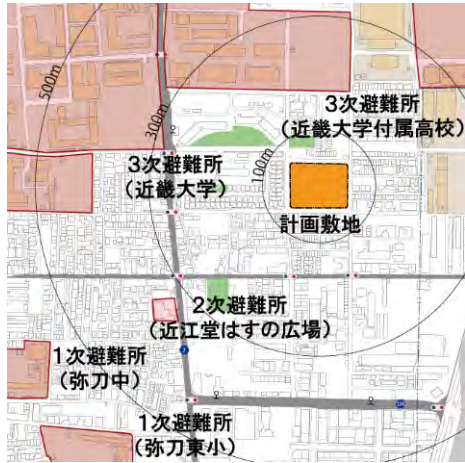 500m
300m
100m
3次避難所
(近畿大学付属高校)
3次避難所
(近畿大学)
計画敷地
2次避難所
(近江堂はすの広場)
1次避難所
(弥刀中)
1次避難所
(弥刀東小)